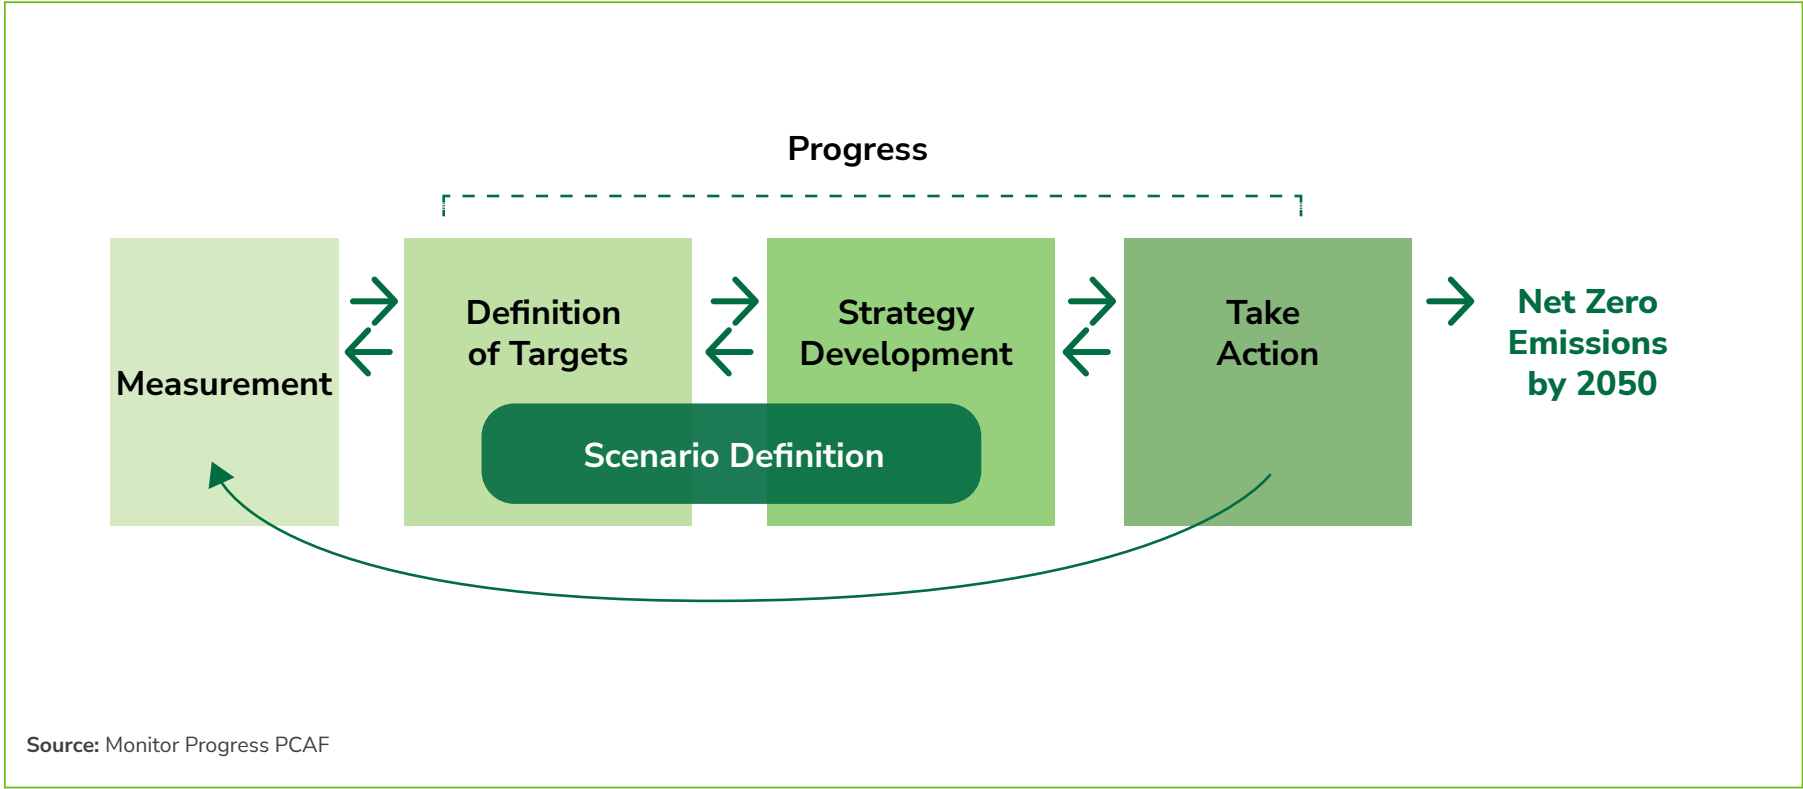 Progress
Measurement
Definition
of Targets
Strategy
Development
Take
Action
Scenario Definition
Net Zero
Emissions
by 2050
Source: Monitor Progress PCAF